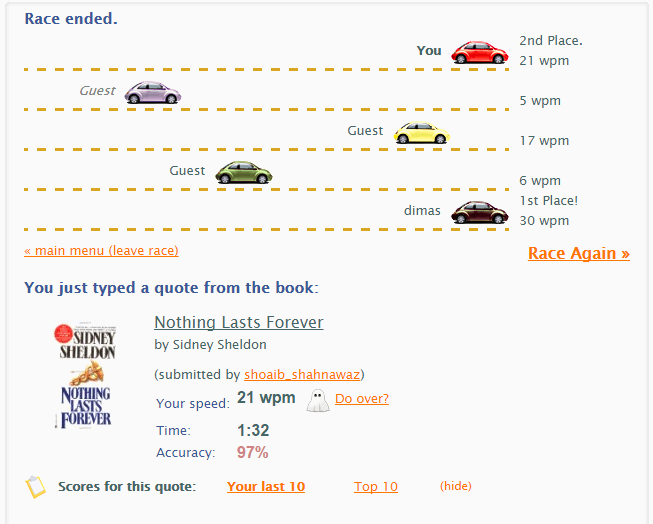 Race ended.
You
2nd Place.
21 wpm
Guest
5 wpm
Guest
17 wpm
Guest
6 wpm
dimas
1st Place!
30 wpm
« main menu (leave race)
Race Again »
You just typed a quote from the book:
SIDNEY
SHELDON
NOTHING
LASTS
FOREVER
Nothing Lasts Forever
by Sidney Sheldon
(submitted by shoaib_shahnawaz)
Your speed: 21 wpm Do over?
Time: 1:32
Accuracy: 97%
Scores for this quote: Your last 10 Top 10 (hide)